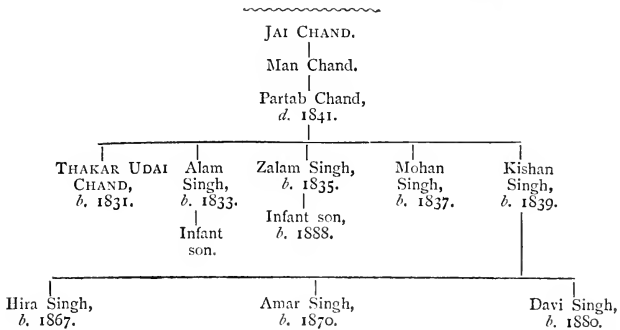 JAI CHAND.
Man Chand.
Partab Chand,
d. 1841.
THAKAR UDAI
CHAND,
b. 1831.
Alam
Singh,
b. 1833.
Infant
son.
Zalam Singh,
b. 1835.
Infant son,
b. 1888.
Mohan
Singh,
b. 1837.
Kishan
Singh,
b. 1839.
Hira Singh,
b. 1867.
Amar Singh,
b. 1870.
Davi Singh,
b. 1880.